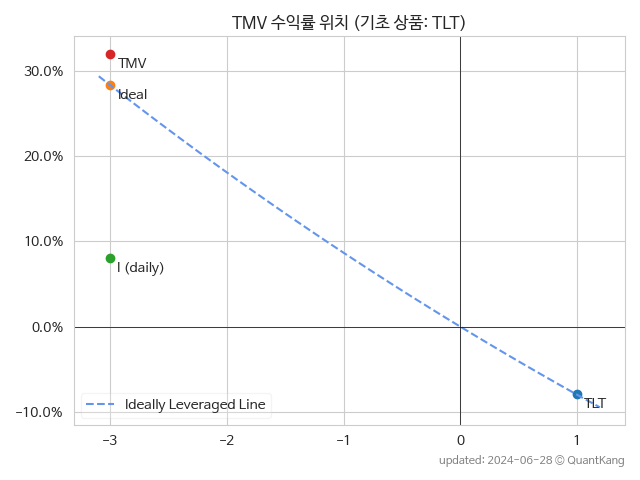 TMV 수익률 위치 (기초 상품: TLT)
30.0%
20.0%
10.0%
0.0%
−10.0%
TMV
Ideal
I (daily)
TLT
Ideally Leveraged Line
−3
−2
−1
0
1
updated: 2024-06-28 © QuantKang